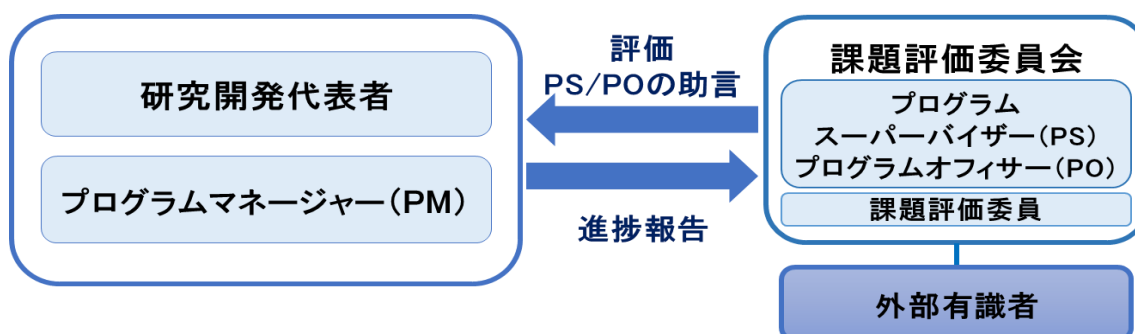 研究開発代表者
プログラムマネージャー(PM)
評価
PS/POの助言
進捗報告
課題評価委員会
プログラム
スーパーバイザー(PS)
プログラムオフィサー(PO)
課題評価委員
外部有識者